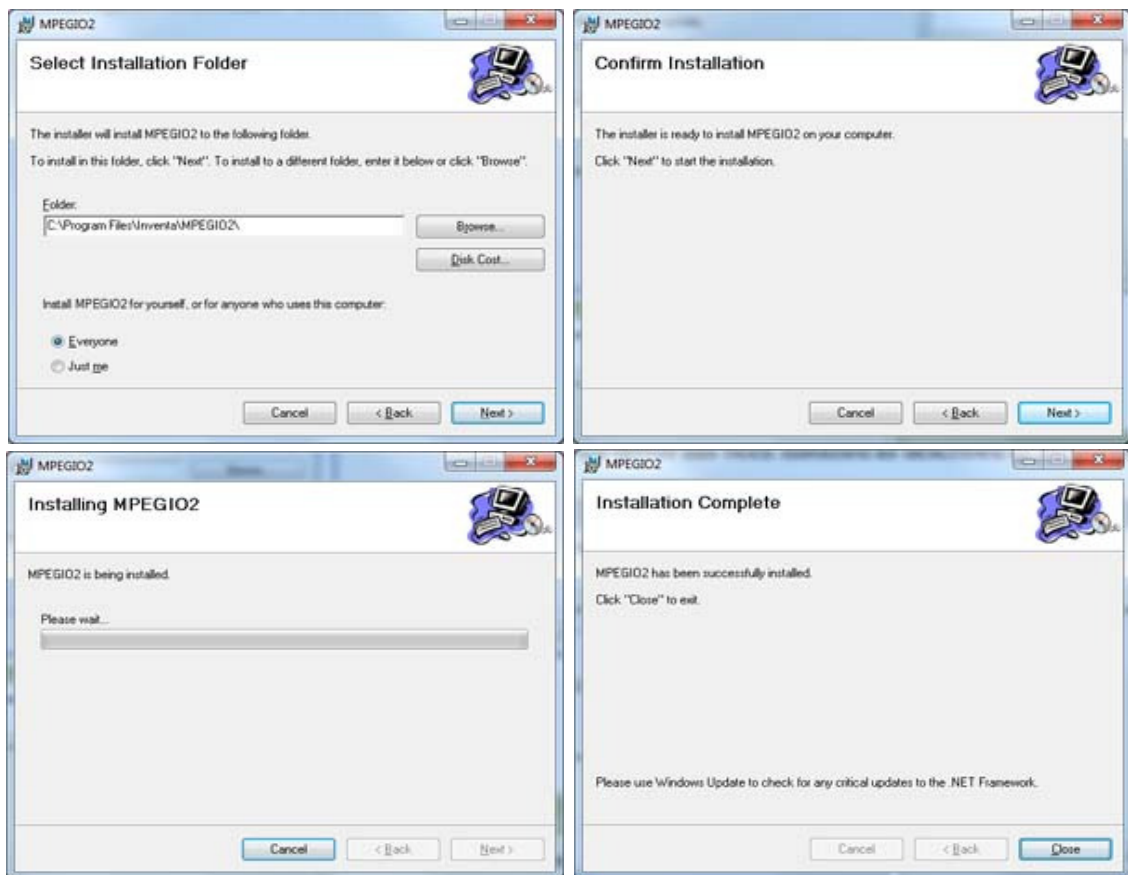 MPEGIO2
Select Installation Folder
The installer will install MPEGIO2 to the following folder.
To install in this folder, click "Next". To install to a different folder, enter it below or click "Browse".
Folder:
C:\Program Files\Inventa\MPEGIO2\
Browse...
Disk Cost...
Install MPEGIO2 for yourself, or for anyone who uses this computer:
Everyone
Just me
Cancel
< Back
Next >
MPEGIO2
Confirm Installation
The installer is ready to install MPEGIO2 on your computer.
Click "Next" to start the installation.
Cancel
< Back
Next >
MPEGIO2
Installing MPEGIO2
MPEGIO2 is being installed.
Please wait...
Cancel
< Back
Next >
MPEGIO2
Installation Complete
MPEGIO2 has been successfully installed.
Click "Close" to exit.
Please use Windows Update to check for any critical updates to the .NET Framework.
Cancel
< Back
Close